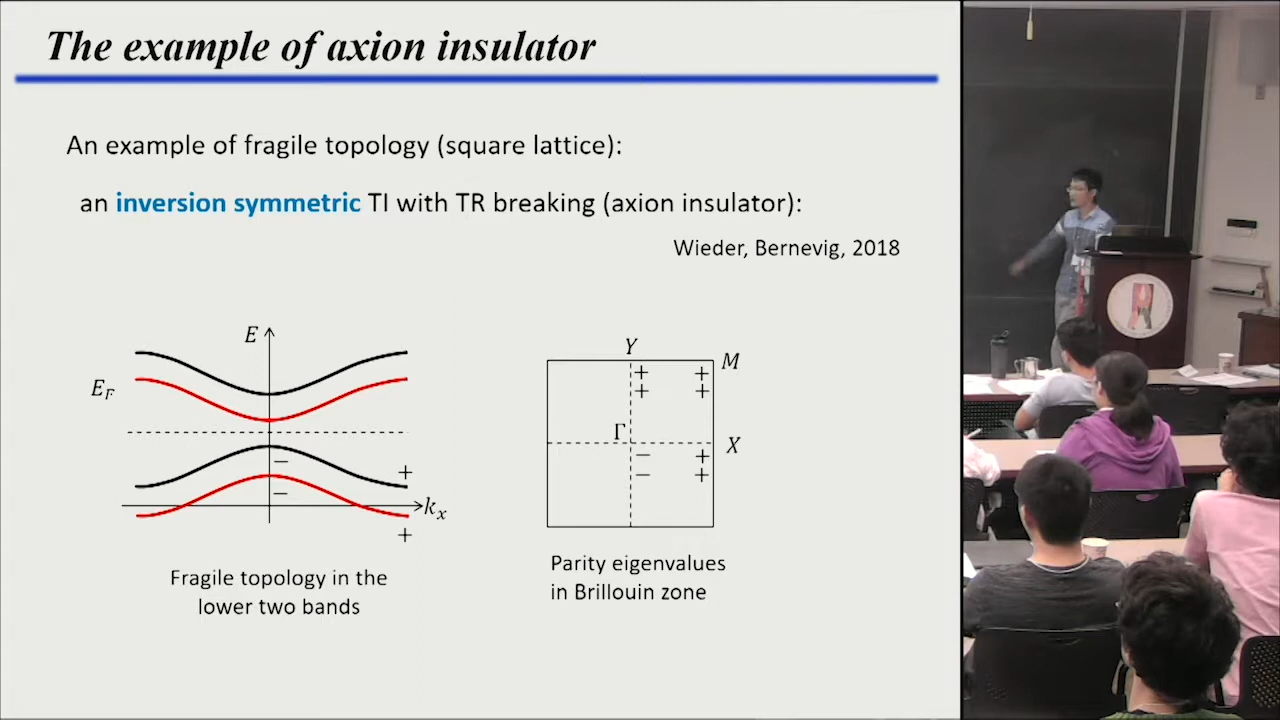 The example of axion insulator
An example of fragile topology (square lattice):
an inversion symmetric TI with TR breaking (axion insulator):
Wieder, Bernevig, 2018
E
E_F
−
+
−
k_x
+
Fragile topology in the
lower two bands
Y
M
+ +
+ +
Γ
X
− +
− +
Parity eigenvalues
in Brillouin zone